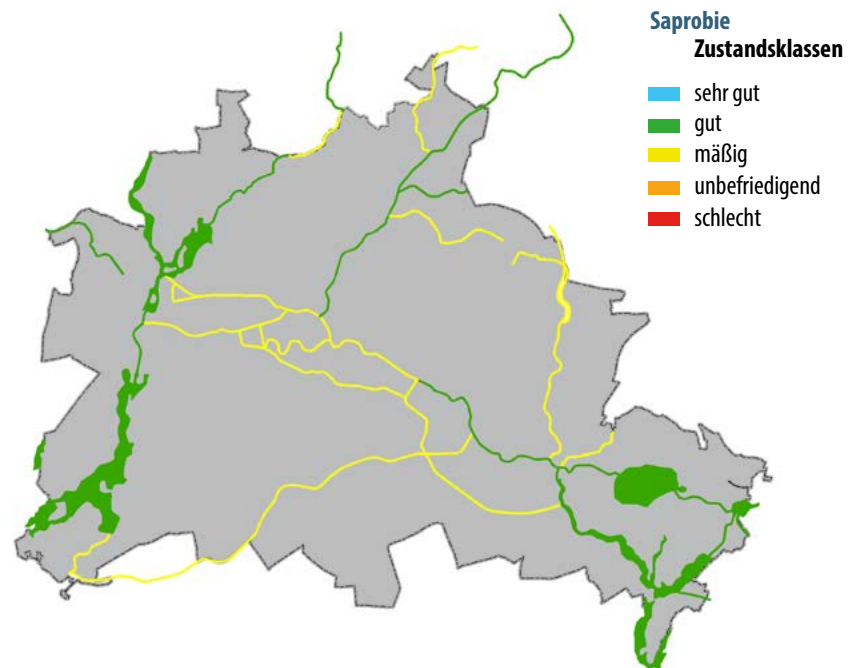 Saprobie
Zustandsklassen
sehr gut
gut
mäßig
unbefriedigend
schlecht